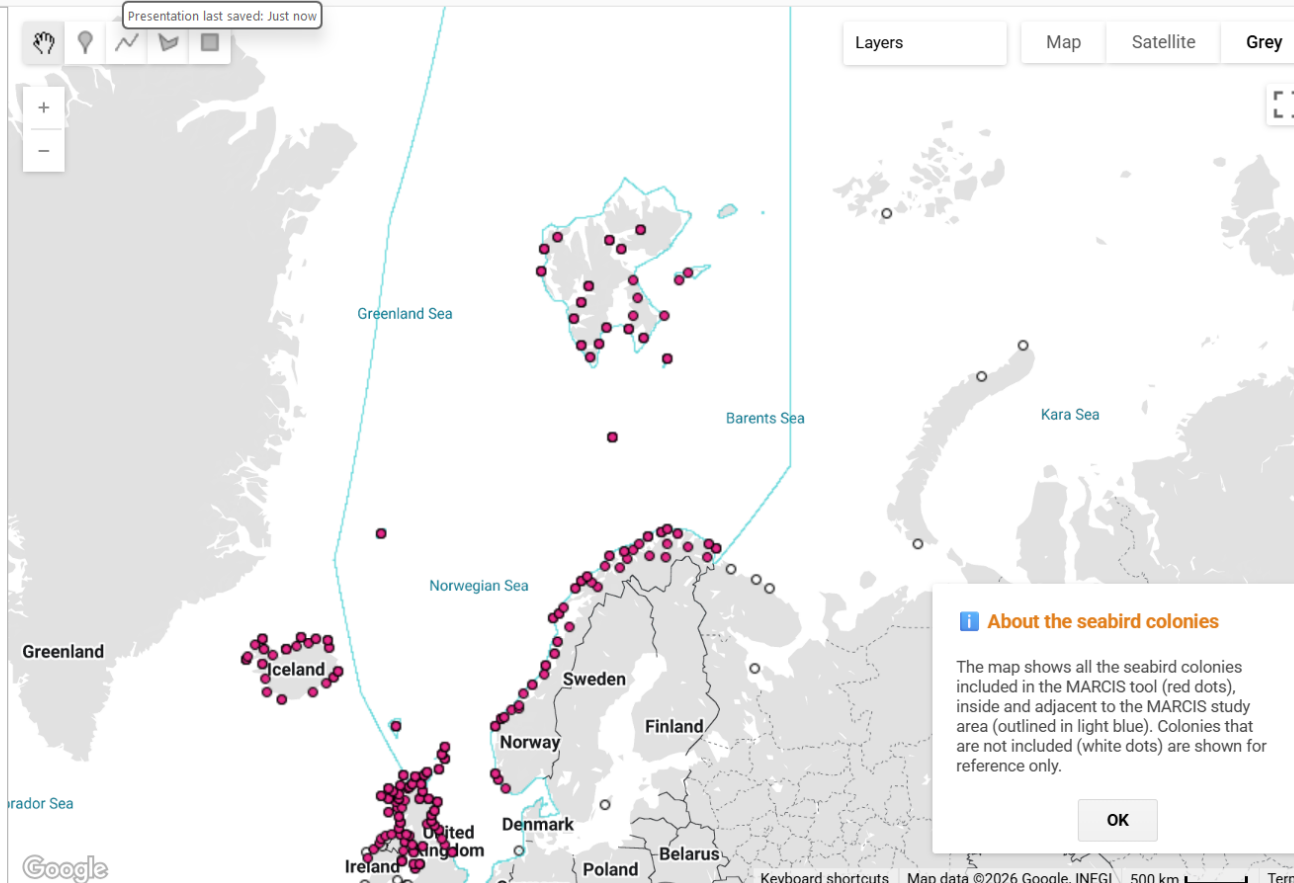 Presentation last saved: Just now
Layers
Map
Satellite
Grey
+
−
Greenland Sea
Barents Sea
Kara Sea
Norwegian Sea
Greenland
Iceland
Sweden
Finland
Norway
Denmark
United
Kingdom
Ireland
Poland
Belarus
Google
ℹ️ About the seabird colonies
The map shows all the seabird colonies
included in the MARCIS tool (red dots),
inside and adjacent to the MARCIS study
area (outlined in light blue). Colonies that
are not included (white dots) are shown for
reference only.
OK
Keyboard shortcuts
Map data ©2026 Google, INEGI
500 km